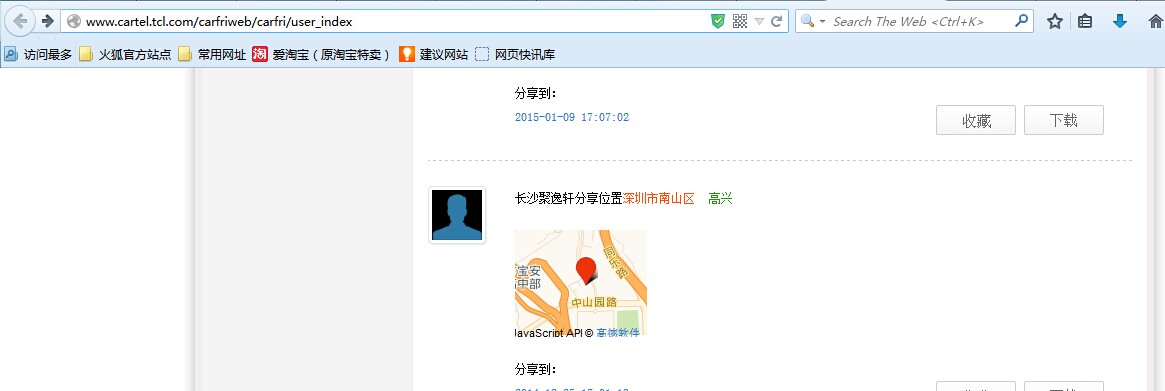 www.cartel.tcl.com/carfriweb/carfri/user_index
Search The Web <Ctrl+K>
访问最多 火狐官方站点 常用网址 淘 爱淘宝（原淘宝特卖） 建议网站 网页快讯库
分享到：
2015-01-09 17:07:02
收藏 下载
长沙聚逸轩分享位置深圳市南山区 高兴
同乐路
宝安
中部
中山园路
JavaScript API © 高德软件
分享到：